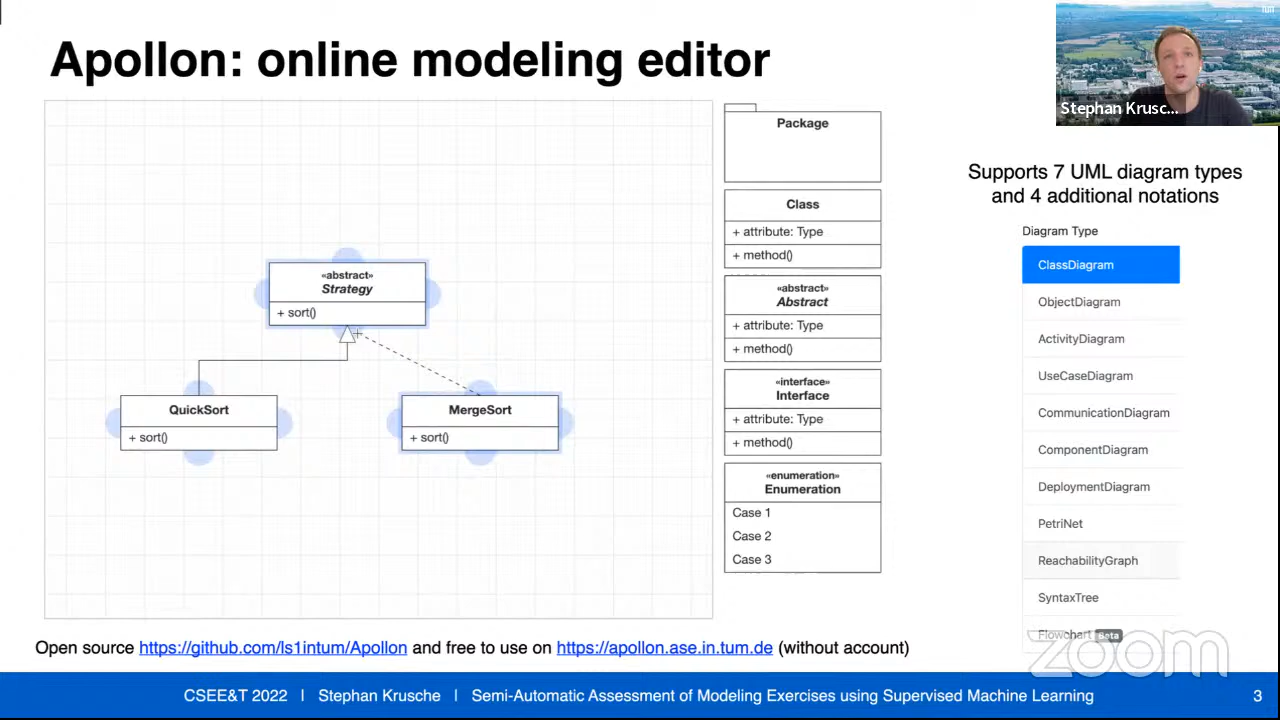 Apollon: online modeling editor
Stephan Krusc...
«abstract»
Strategy
+ sort()
QuickSort
+ sort()
MergeSort
+ sort()
Package
Class
+ attribute: Type
+ method()
«abstract»
Abstract
+ attribute: Type
+ method()
«interface»
Interface
+ attribute: Type
+ method()
«enumeration»
Enumeration
Case 1
Case 2
Case 3
Supports 7 UML diagram types
and 4 additional notations
Diagram Type
ClassDiagram
ObjectDiagram
ActivityDiagram
UseCaseDiagram
CommunicationDiagram
ComponentDiagram
DeploymentDiagram
PetriNet
ReachabilityGraph
SyntaxTree
Flowchart Beta
zoom
Open source https://github.com/ls1intum/Apollon and free to use on https://apollon.ase.in.tum.de (without account)
CSEE&T 2022 | Stephan Krusche | Semi-Automatic Assessment of Modeling Exercises using Supervised Machine Learning
3